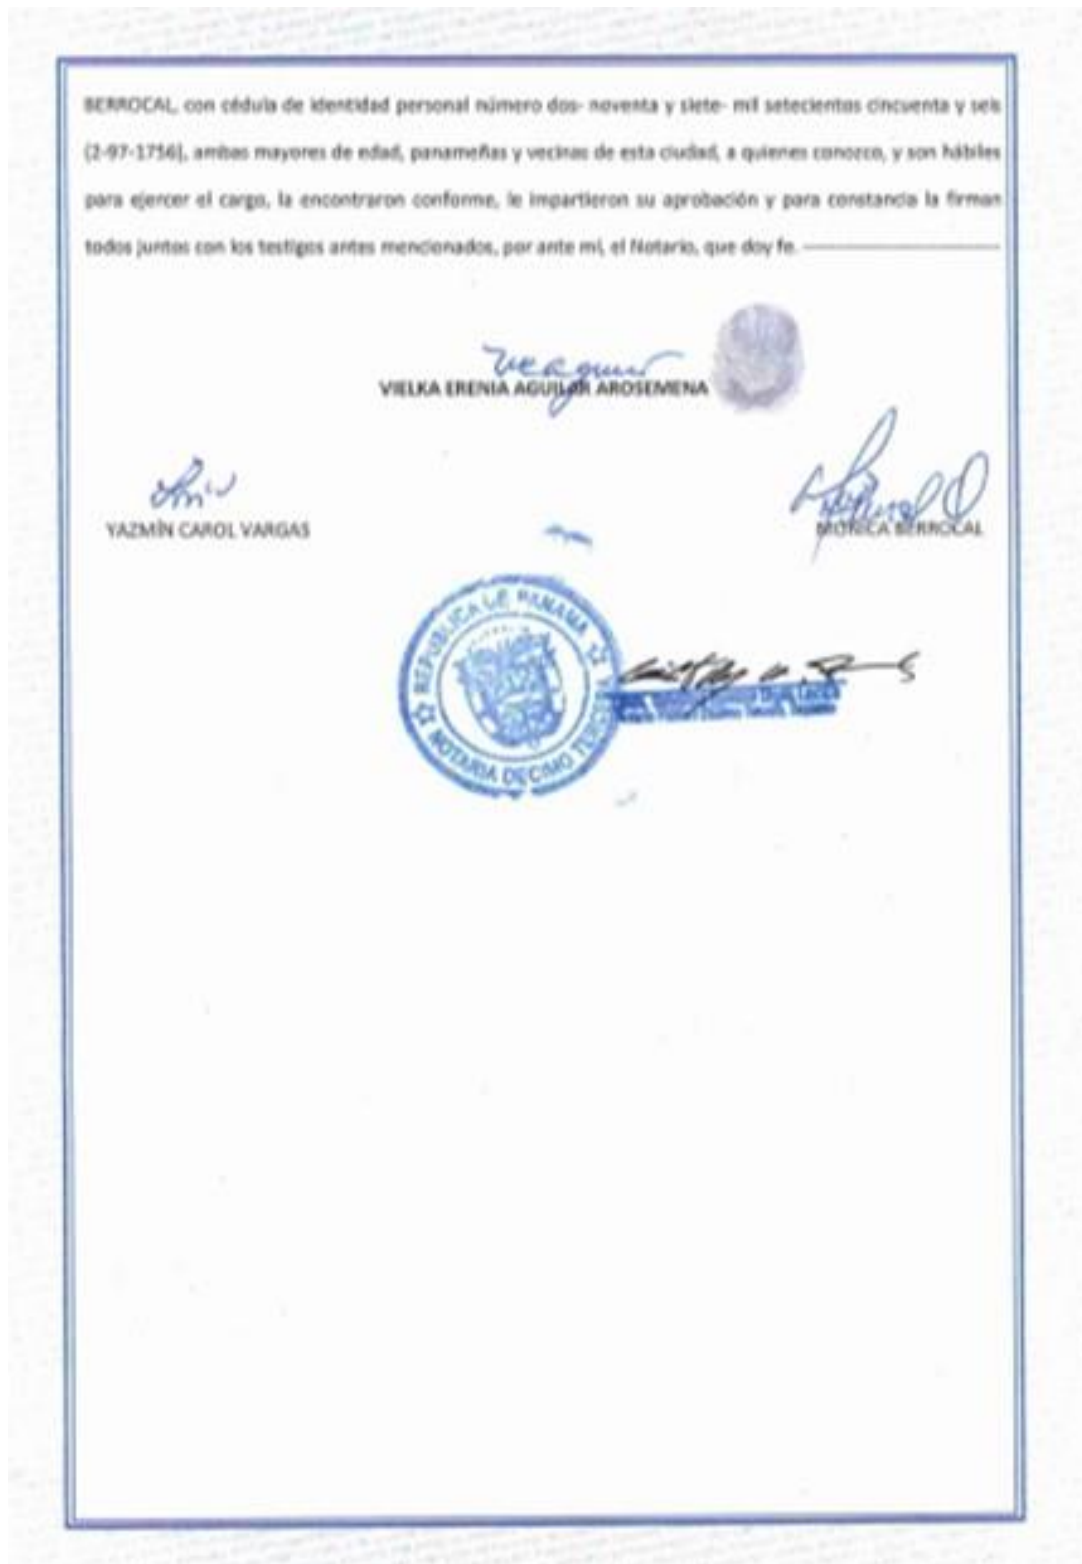 BERROCAL, con cédula de identidad personal número dos- noventa y siete- mil setecientos cincuenta y seis
(2-97-1756), ambas mayores de edad, panameñas y vecinas de esta ciudad, a quienes conozco, y son hábiles
para ejercer el cargo, la encontraron conforme, le impartieron su aprobación y para constancia la firman
todos juntos con los testigos antes mencionados, por ante mí, el Notario, que doy fe.
VIELKA ERENIA AGUILAR AROSEMENA
YAZMÍN CAROL VARGAS
MÓNICA BERROCAL
REPUBLICA DE PANAMA
NOTARIA DECIMO